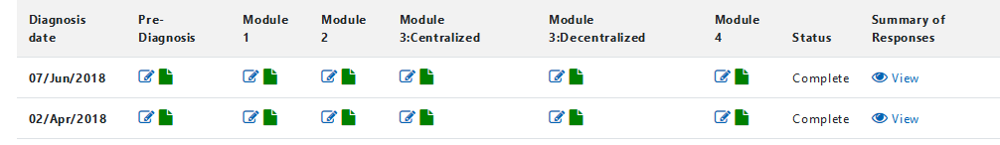 Diagnosis date Pre-Diagnosis Module 1 Module 2 Module 3:Centralized Module 3:Decentralized Module 4 Status Summary of Responses
07/Jun/2018 Complete View
02/Apr/2018 Complete View